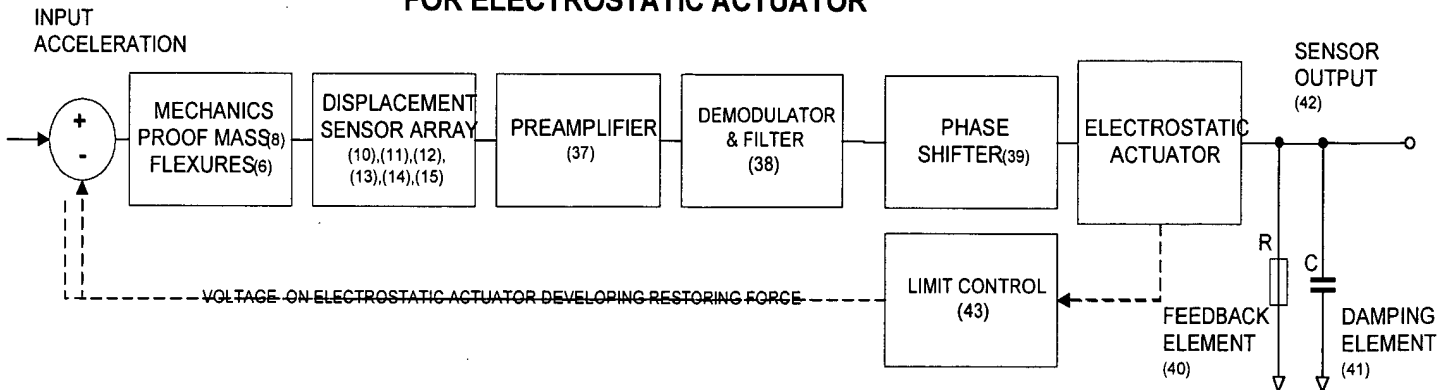 FOR ELECTROSTATIC ACTUATOR
INPUT
ACCELERATION
+
-
MECHANICS
PROOF MASS(8)
FLEXURES(6)
DISPLACEMENT
SENSOR ARRAY
(10),(11),(12),
(13),(14),(15)
PREAMPLIFIER
(37)
DEMODULATOR
& FILTER
(38)
PHASE
SHIFTER(39)
ELECTROSTATIC
ACTUATOR
SENSOR
OUTPUT
(42)
VOLTAGE ON ELECTROSTATIC ACTUATOR DEVELOPING RESTORING FORCE
LIMIT CONTROL
(43)
R
C
FEEDBACK
ELEMENT
(40)
DAMPING
ELEMENT
(41)